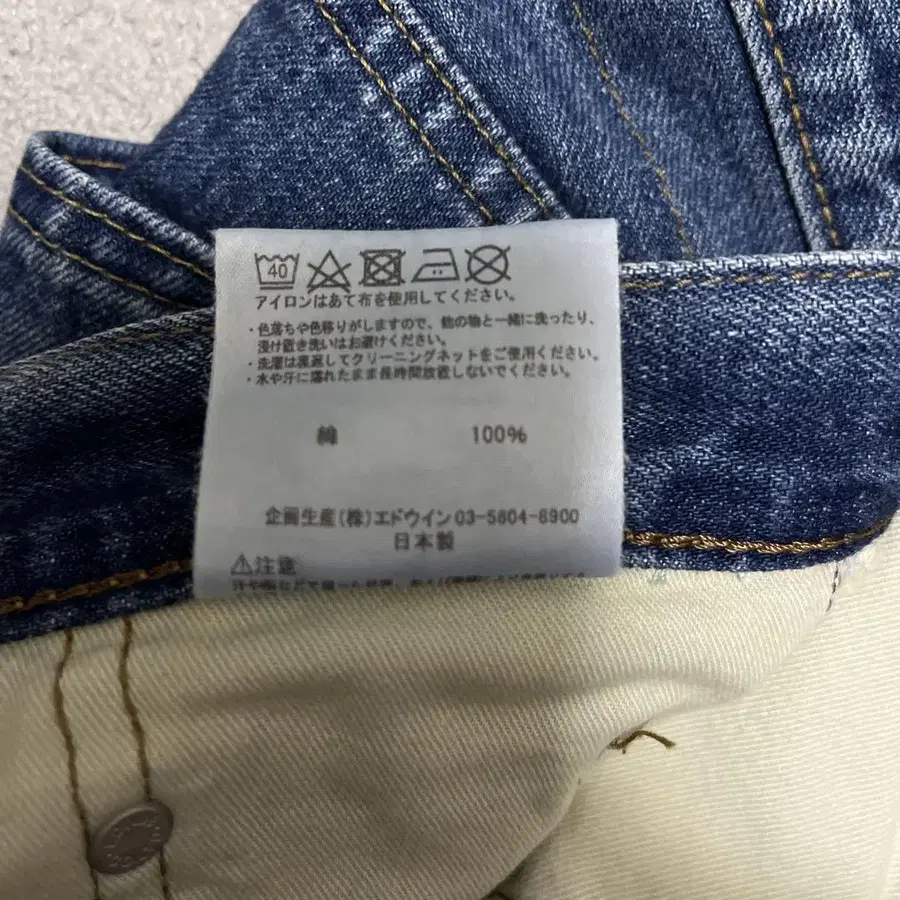 40
アイロンはあて布を使用してください。
・色落ちや色移りがしますので、他の物と一緒に洗ったり、
浸け置き洗いはお避けください。
・洗濯は裏返してクリーニングネットをご使用ください。
・水や汗に濡れたまま長時間放置しないでください。
綿 100%
企画生産(株)エドウイン 03-5804-8900
日本製
⚠注意